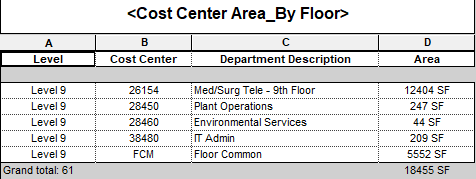 <Cost Center Area_By Floor>
A B C D
Level Cost Center Department Description Area
Level 9 26154 Med/Surg Tele - 9th Floor 12404 SF
Level 9 28450 Plant Operations 247 SF
Level 9 28460 Environmental Services 44 SF
Level 9 38480 IT Admin 209 SF
Level 9 FCM Floor Common 5552 SF
Grand total: 61 18455 SF